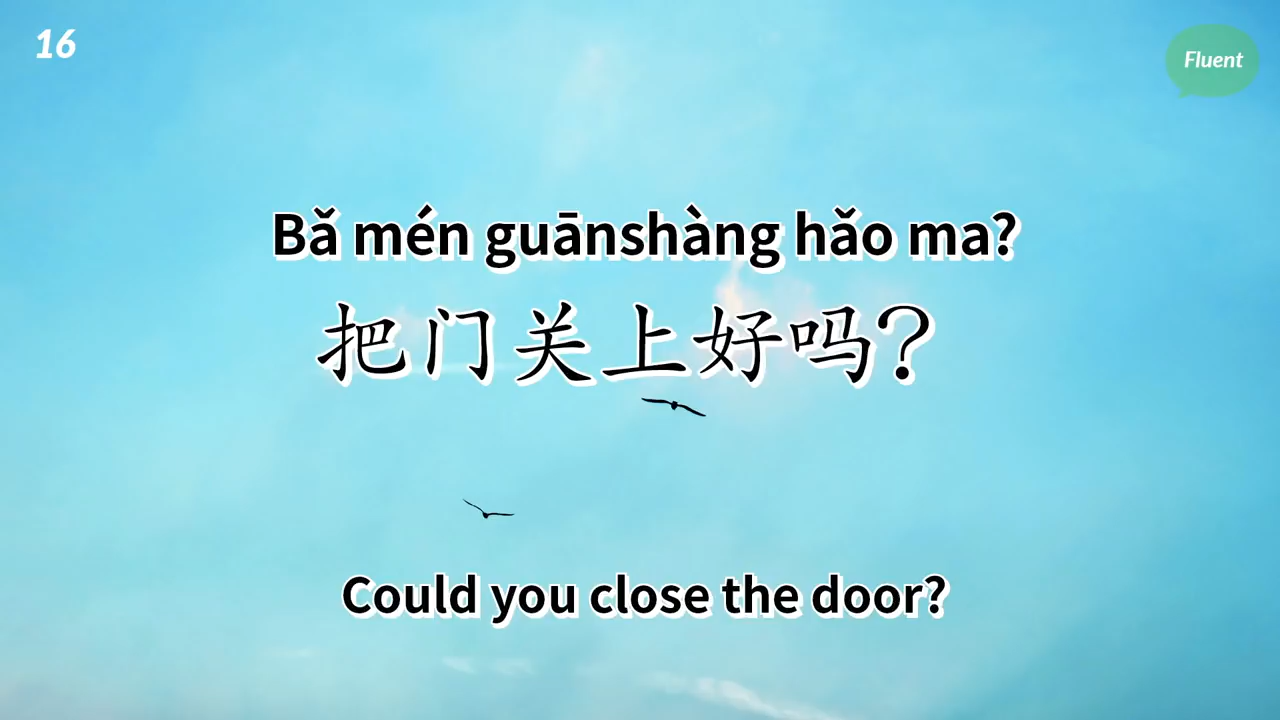 16
Fluent
Bǎ mén guānshàng hǎo ma?
把门关上好吗？
Could you close the door?